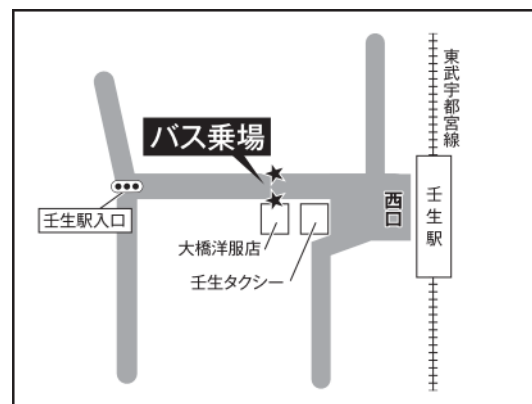 東武宇都宮線
バス乗場
壬生駅
西口
壬生駅入口
大橋洋服店
壬生タクシー